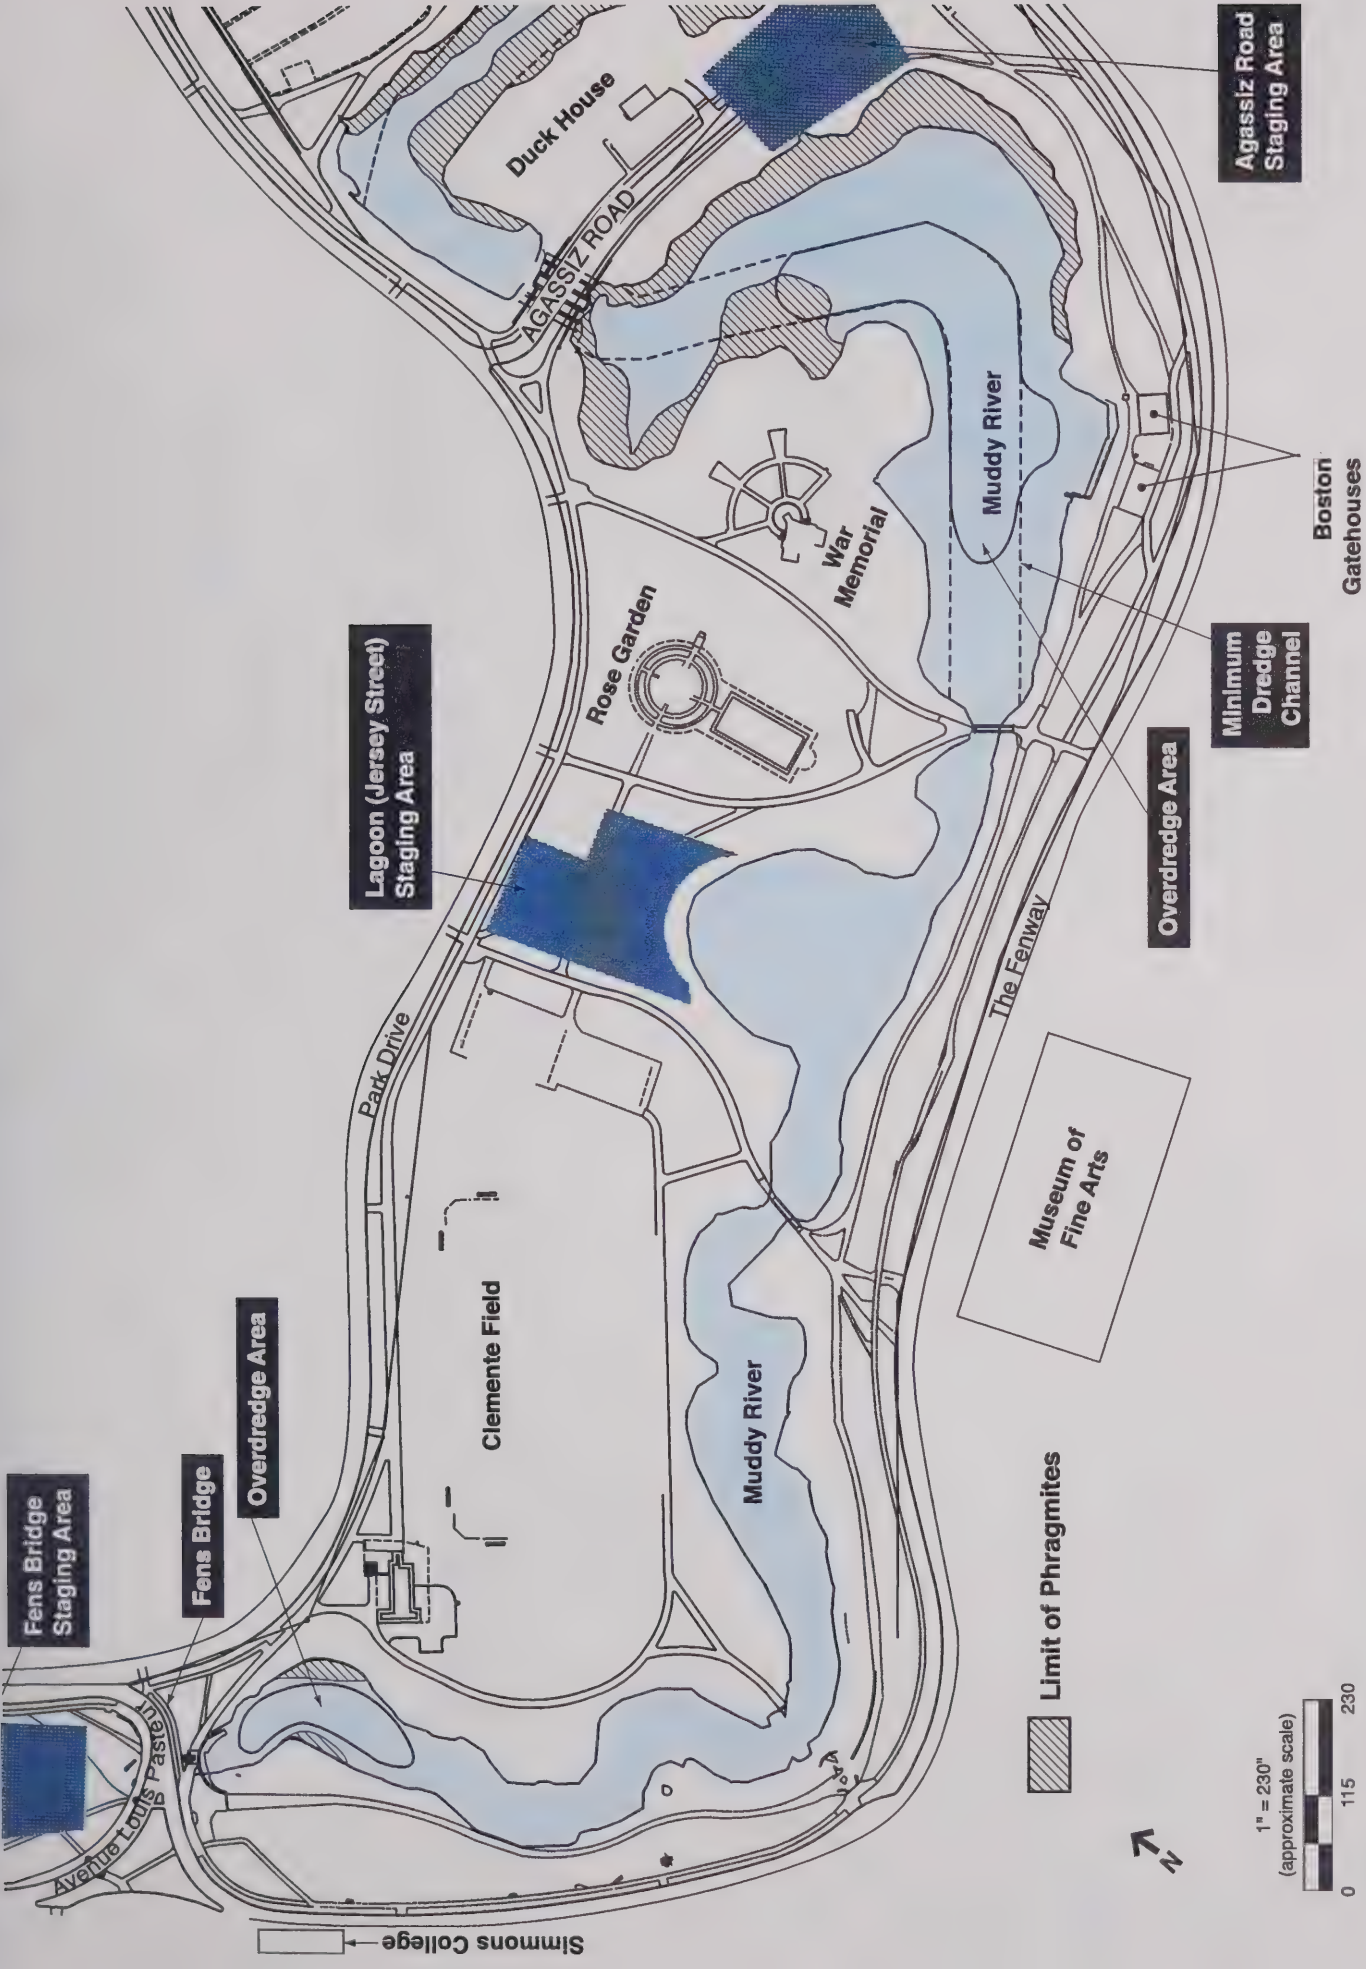 Fens Bridge
Staging Area
Fens Bridge
Overdredge Area
Lagoon (Jersey Street)
Staging Area
Park Drive
Avenue Louis Pasteur
Simmons College
Clemente Field
Muddy River
Rose Garden
War
Memorial
Duck House
AGASSIZ ROAD
Muddy River
Agassiz Road
Staging Area
Boston
Gatehouses
Minimum
Dredge
Channel
Overdredge Area
The Fenway
Museum of
Fine Arts
Limit of Phragmites
N
1" = 230"
(approximate scale)
0 115 230